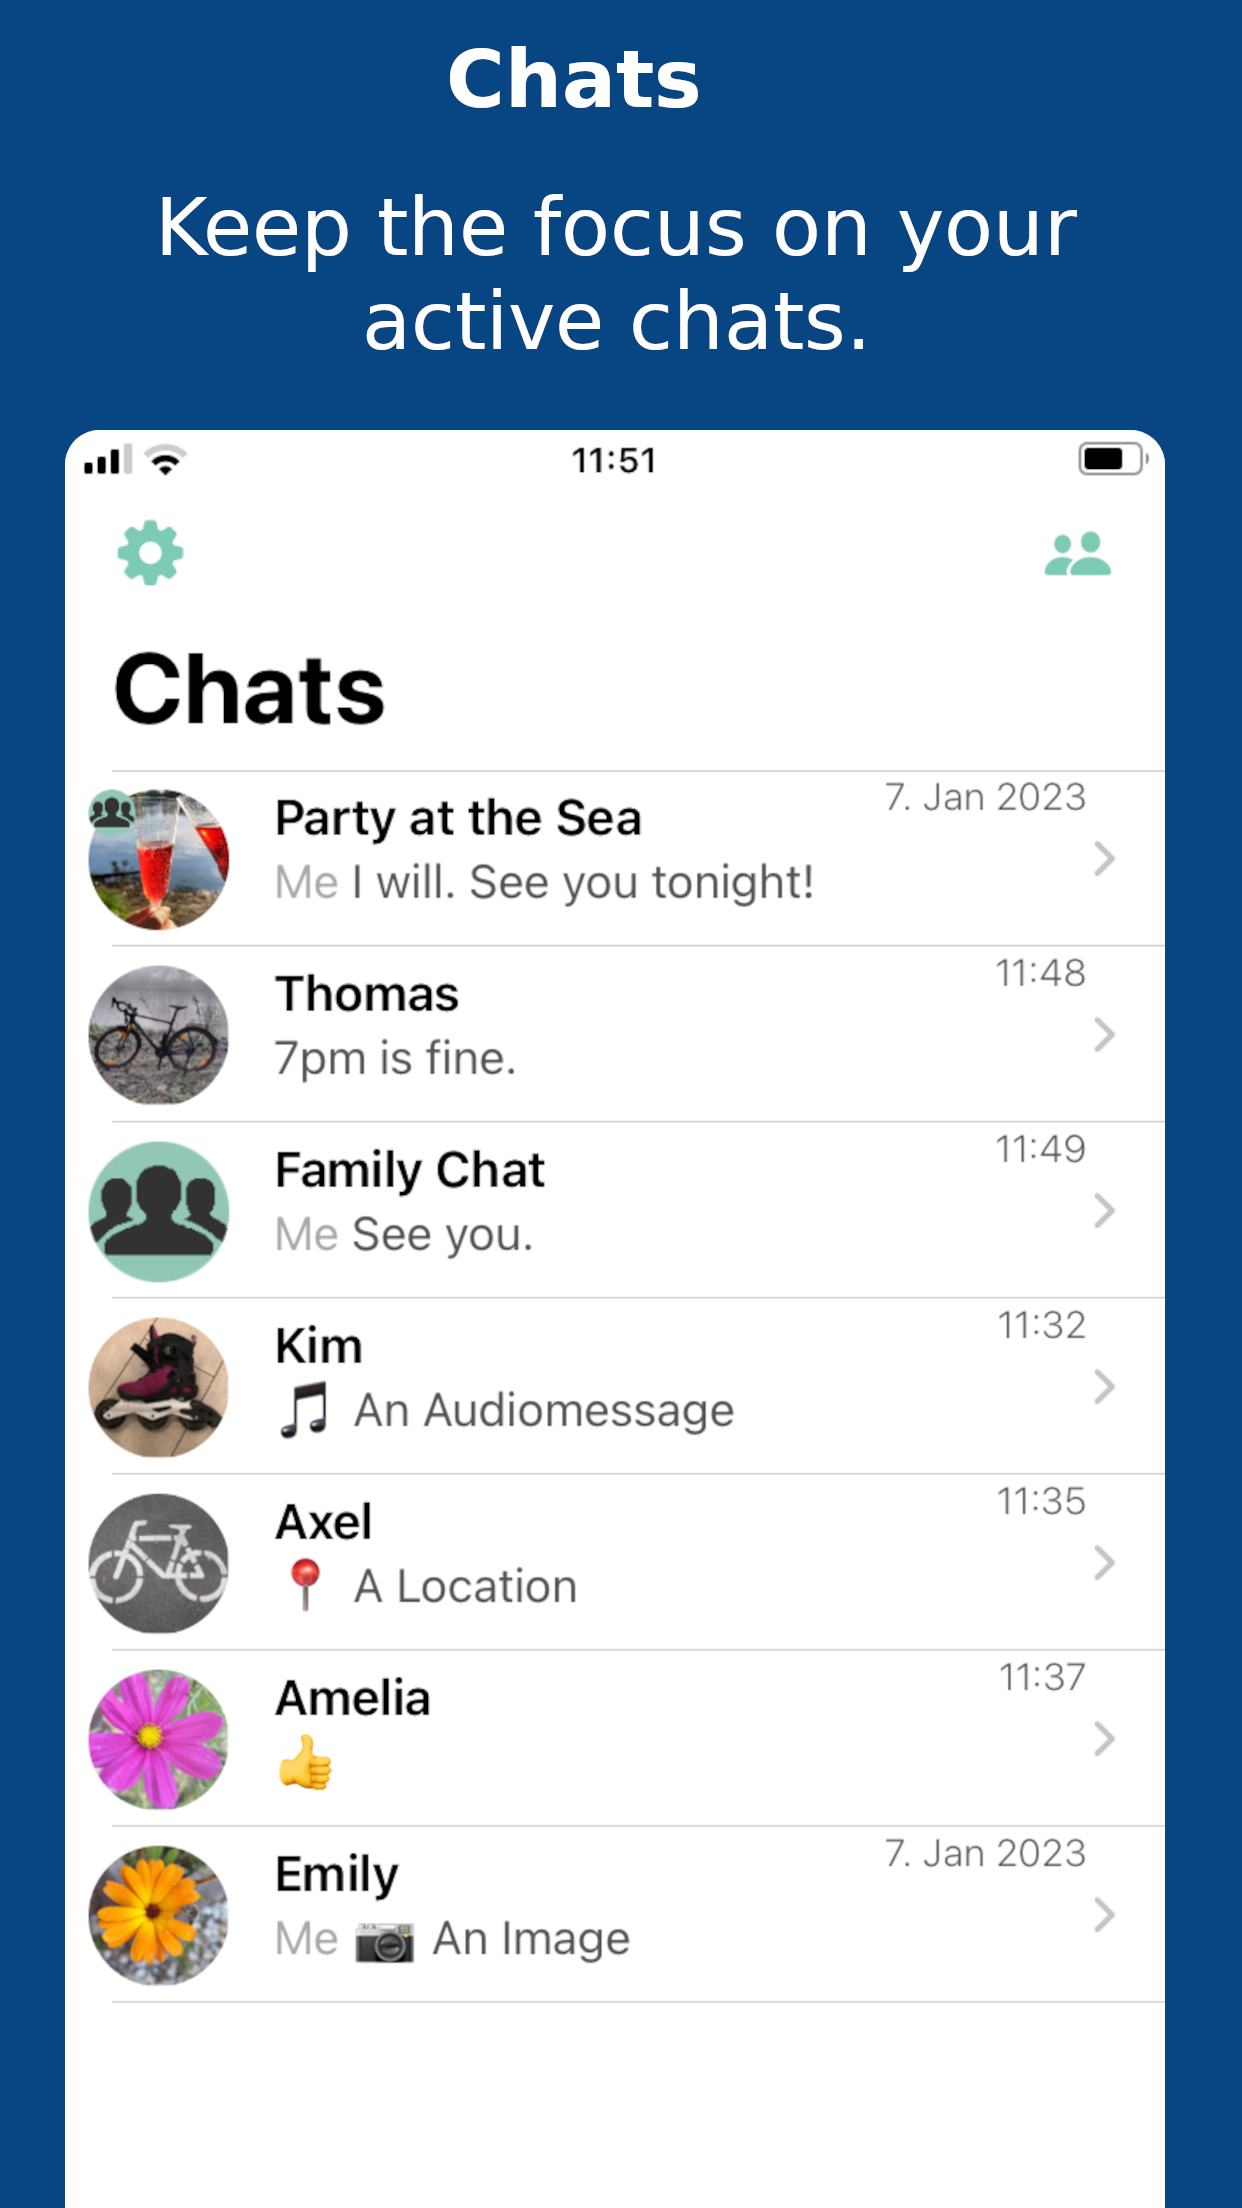 Chats
Keep the focus on your
active chats.
11:51
Chats
7. Jan 2023
Party at the Sea
Me I will. See you tonight!
11:48
Thomas
7pm is fine.
11:49
Family Chat
Me See you.
11:32
Kim
🎵 An Audiomessage
11:35
Axel
📍 A Location
11:37
Amelia
👍
7. Jan 2023
Emily
Me 📷 An Image